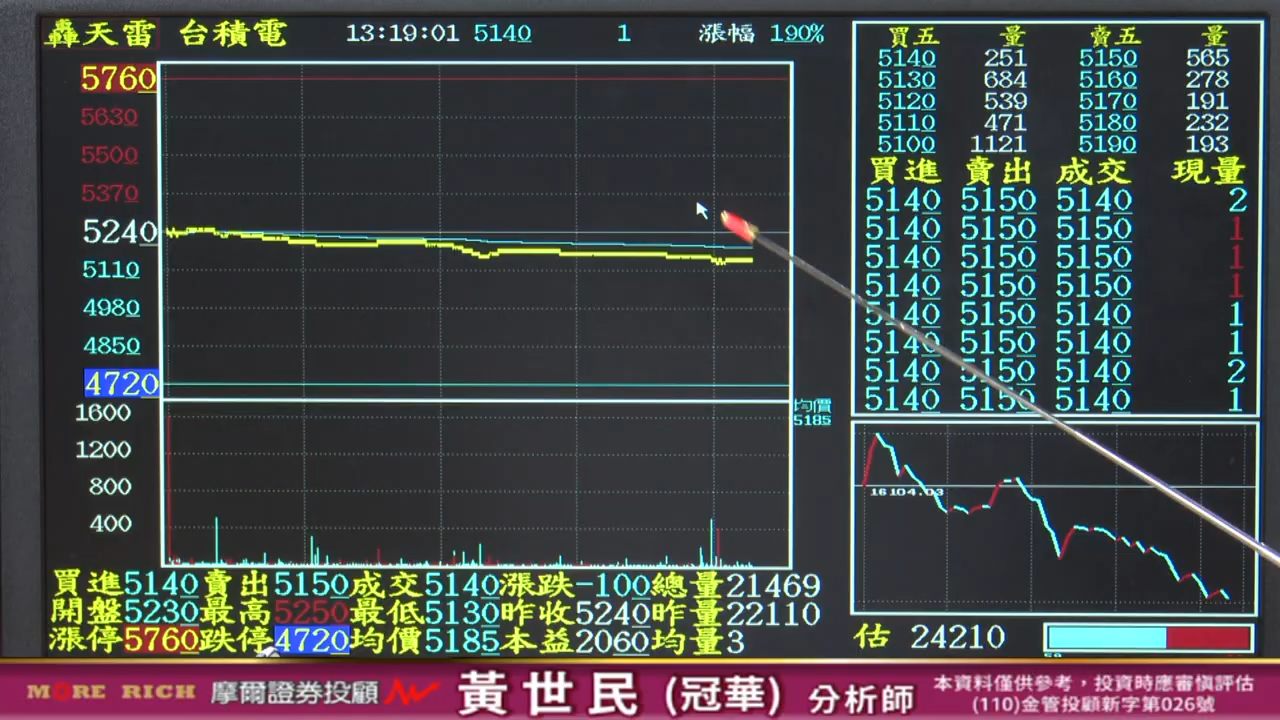 轟天雷 台積電 13:19:01 5140 1 漲幅 190%
買五 量 賣五 量
5140 251 5150 565
5130 684 5160 278
5120 539 5170 191
5110 471 5180 232
5100 1121 5190 193
買進 賣出 成交 現量
5140 5150 5140 2
5140 5150 5150 1
5140 5150 5150 1
5140 5150 5150 1
5140 5150 5140 1
5140 5150 5140 1
5140 5150 5140 2
5140 5150 5140 1
5760
5630
5500
5370
5240
5110
4980
4850
4720
1600
1200
800
400
均價
5185
16104.03
買進5140賣出5150成交5140漲跌-100總量21469
開盤5230最高5250最低5130昨收5240昨量22110
漲停5760跌停4720均價5185本益2060均量3
估 24210
MORE RICH 摩爾證券投顧 黃世民(冠華) 分析師
本資料僅供參考,投資時應審慎評估
(110)金管投顧新字第026號